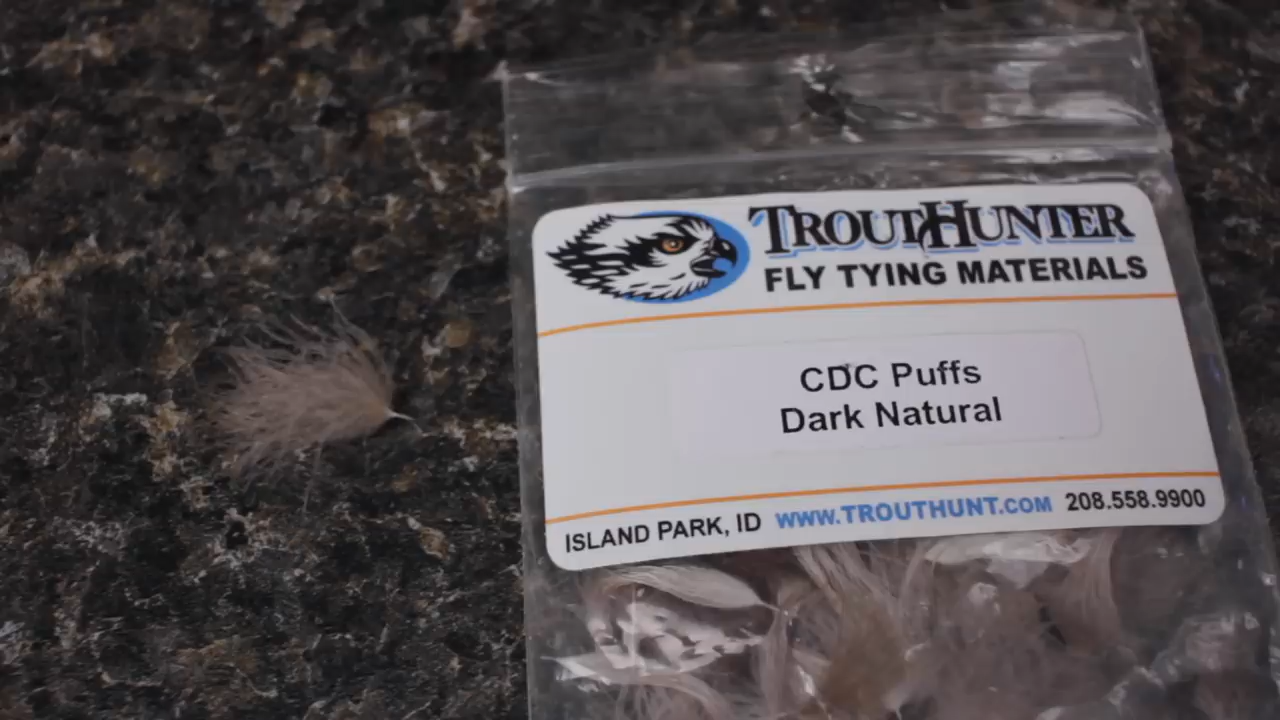 TROUTHUNTER
FLY TYING MATERIALS
CDC Puffs
Dark Natural
ISLAND PARK, ID WWW.TROUTHUNT.COM 208.558.9900